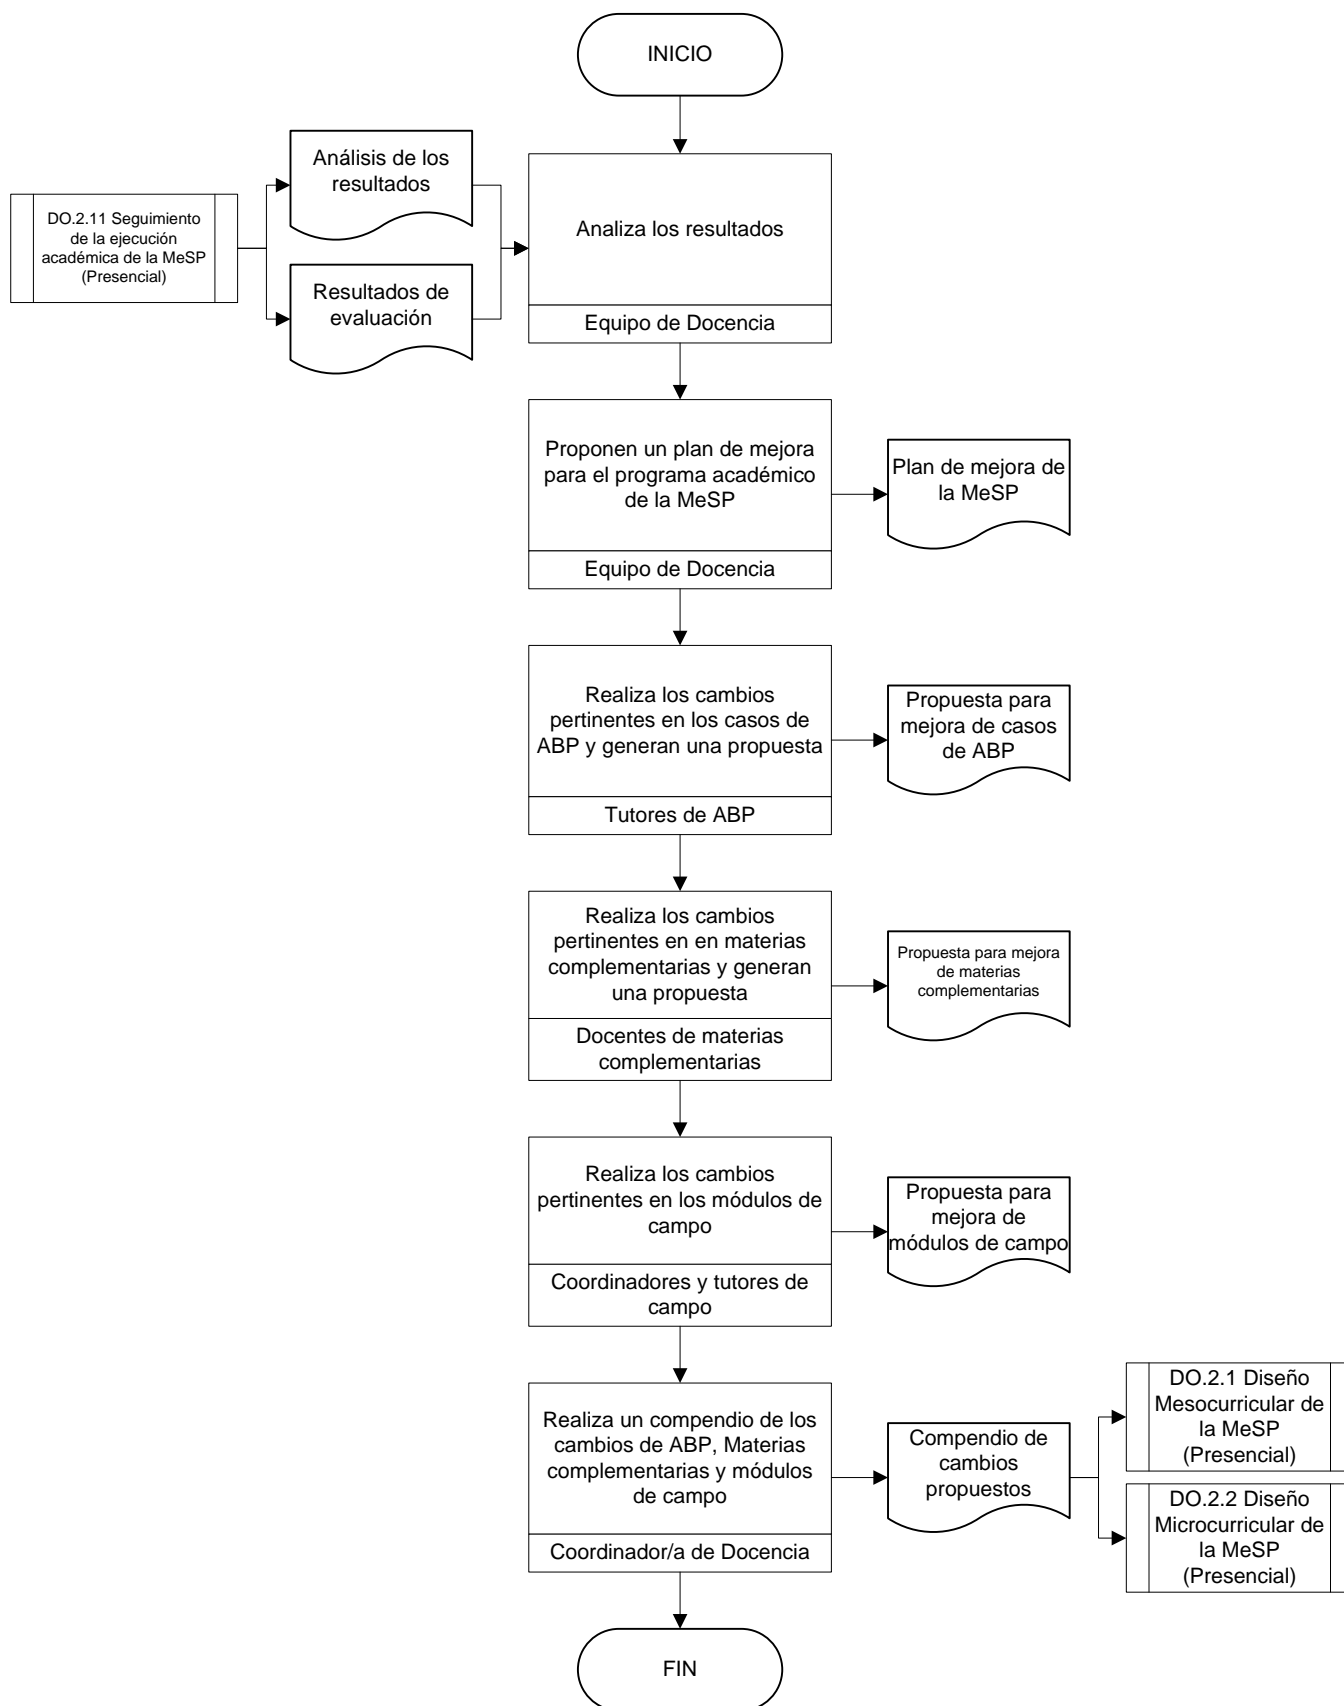 INICIO
Análisis de los
resultados
DO.2.11 Seguimiento
de la ejecución
académica de la MeSP
(Presencial)
Resultados de
evaluación
Analiza los resultados
Equipo de Docencia
Proponen un plan de mejora
para el programa académico
de la MeSP
Equipo de Docencia
Plan de mejora de
la MeSP
Realiza los cambios
pertinentes en los casos de
ABP y generan una propuesta
Tutores de ABP
Propuesta para
mejora de casos
de ABP
Realiza los cambios
pertinentes en en materias
complementarias y generan
una propuesta
Docentes de materias
complementarias
Propuesta para mejora
de materias
complementarias
Realiza los cambios
pertinentes en los módulos de
campo
Coordinadores y tutores de
campo
Propuesta para
mejora de
módulos de campo
Realiza un compendio de los
cambios de ABP, Materias
complementarias y módulos
de campo
Coordinador/a de Docencia
Compendio de
cambios
propuestos
DO.2.1 Diseño
Mesocurricular de
la MeSP
(Presencial)
DO.2.2 Diseño
Microcurricular de
la MeSP
(Presencial)
FIN